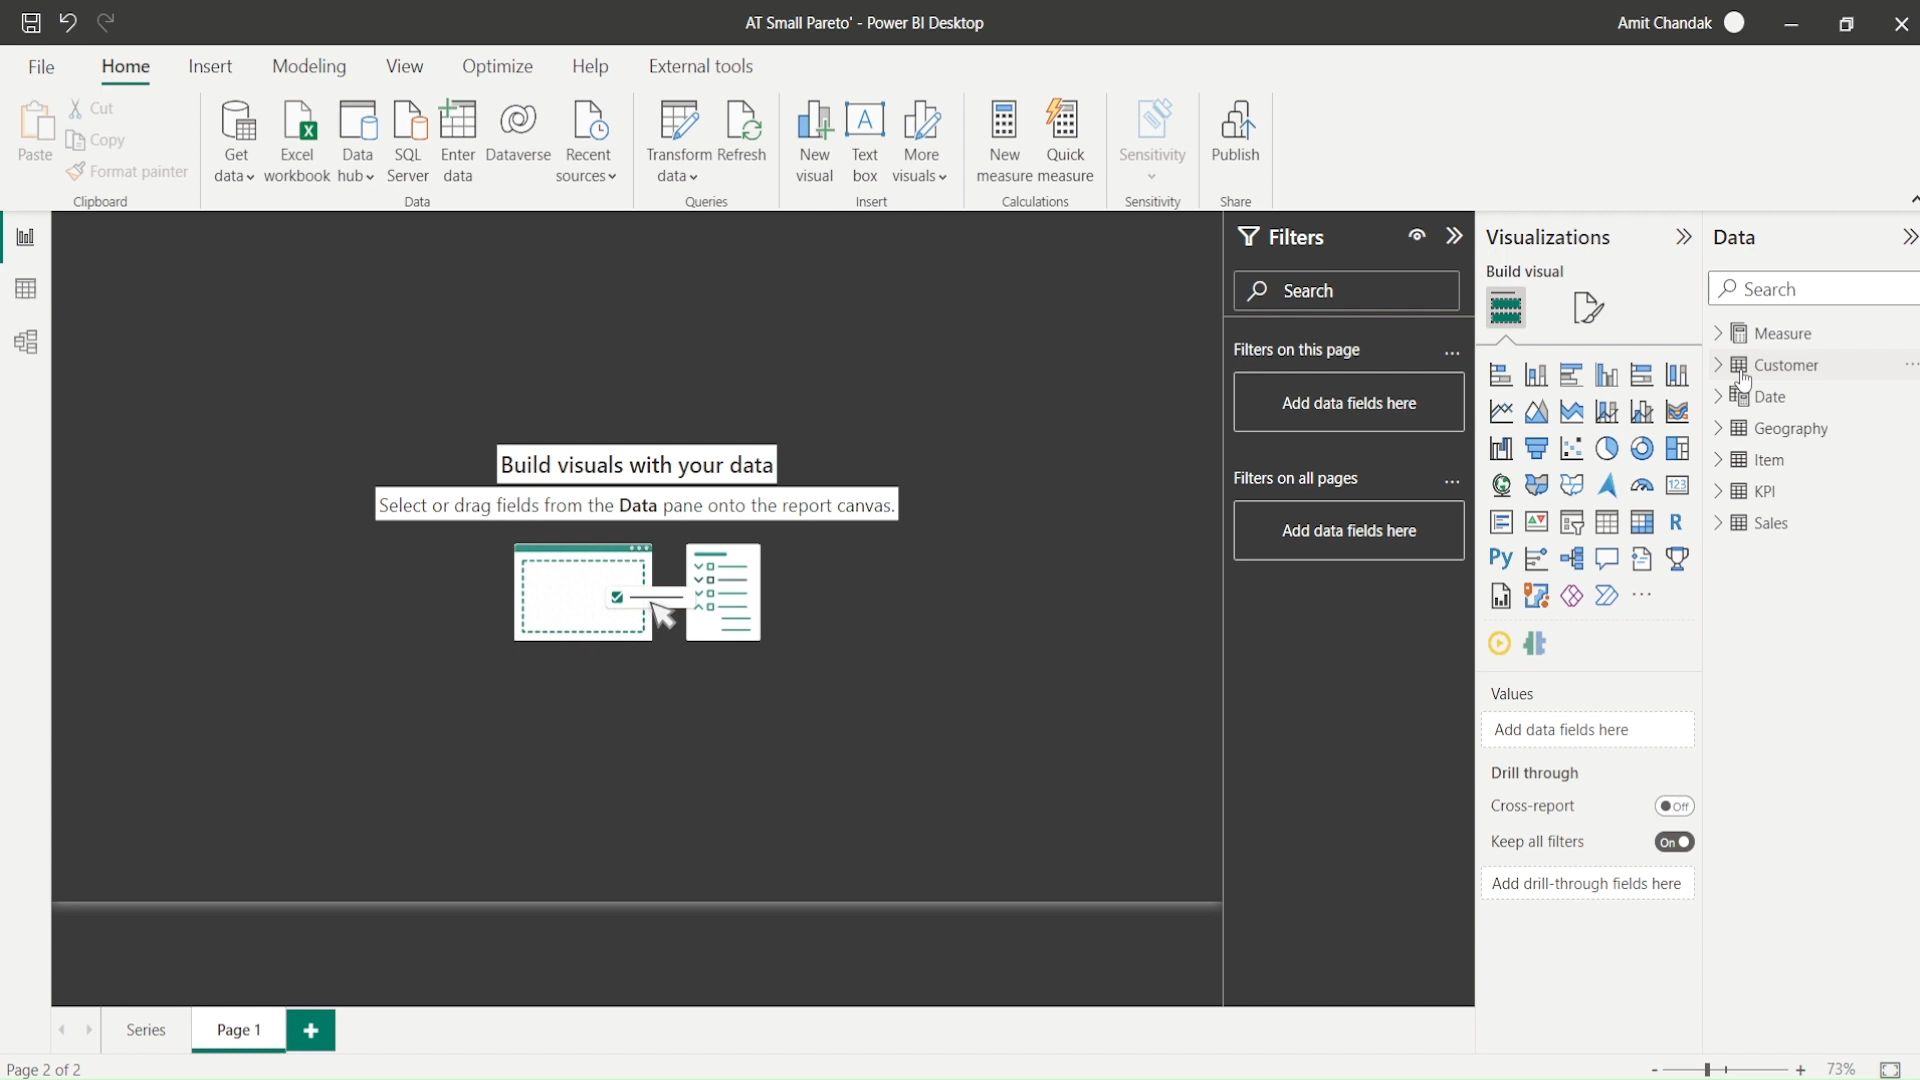 AT Small Pareto' - Power BI Desktop
Amit Chandak
File Home Insert Modeling View Optimize Help External tools
Paste
Cut
Copy
Format painter
Clipboard
Get data
Excel workbook
Data hub
SQL Server
Enter data
Dataverse
Recent sources
Data
Transform data
Refresh
Queries
New visual
Text box
More visuals
Insert
New measure
Quick measure
Calculations
Sensitivity
Sensitivity
Publish
Share
Build visuals with your data
Select or drag fields from the Data pane onto the report canvas.
Filters
Search
Filters on this page ...
Add data fields here
Filters on all pages ...
Add data fields here
Visualizations
Build visual
123
R
Py
...
Values
Add data fields here
Drill through
Cross-report Off
Keep all filters On
Add drill-through fields here
Data
Search
Measure
Customer ...
Date
Geography
Item
KPI
Sales
Series Page 1 +
Page 2 of 2
- + 73%